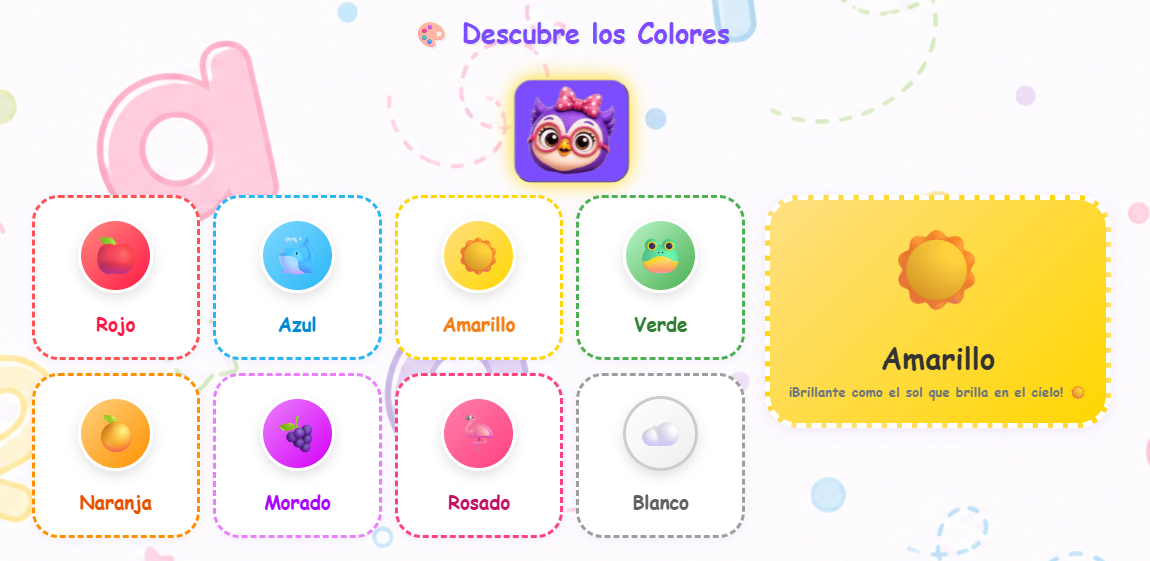 Descubre los Colores
Rojo
Azul
Amarillo
Verde
Naranja
Morado
Rosado
Blanco
Amarillo
¡Brillante como el sol que brilla en el cielo!